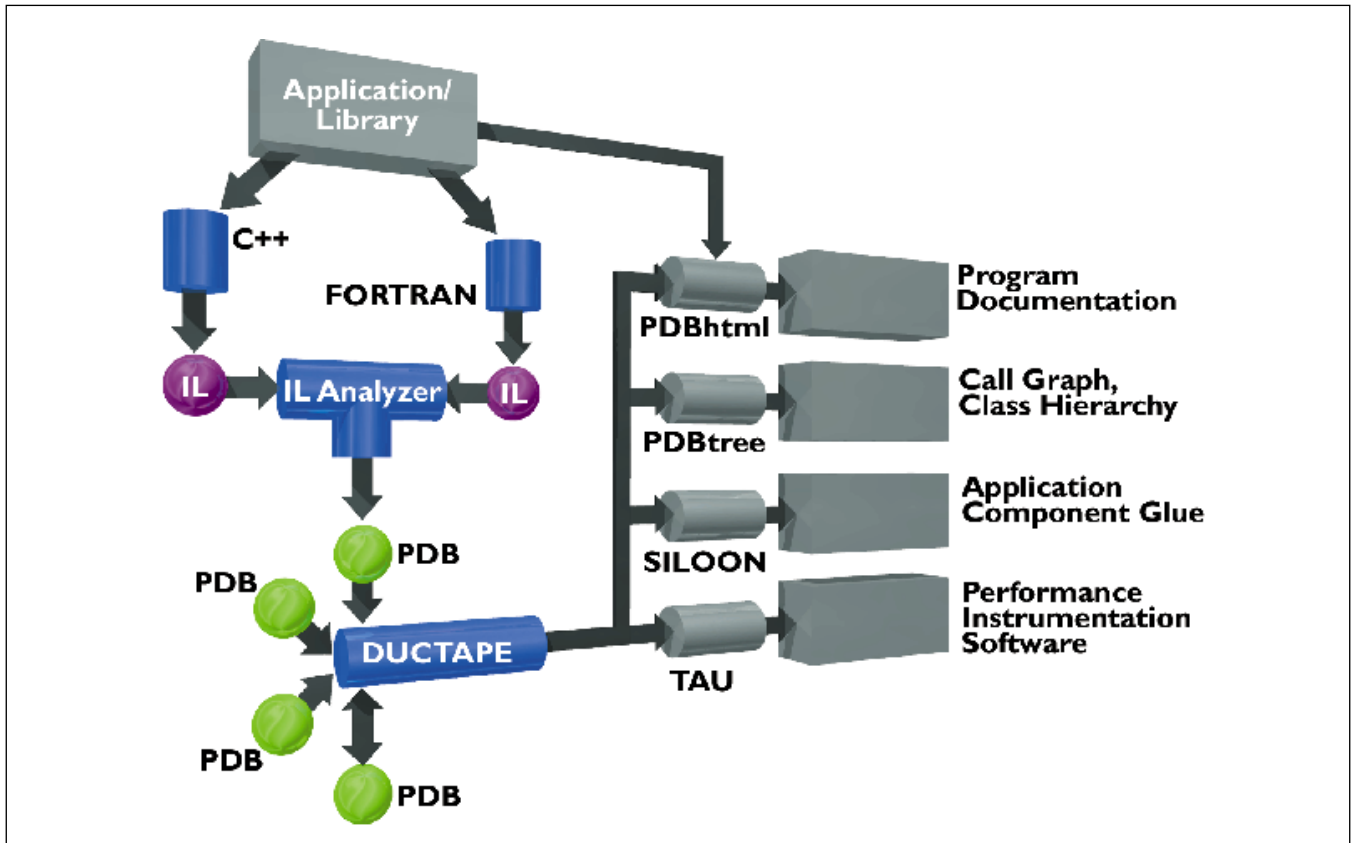 Application/
Library
C++
FORTRAN
IL
IL Analyzer
IL
PDB
PDB
DUCTAPE
PDB
PDB
PDBhtml
Program
Documentation
PDBtree
Call Graph,
Class Hierarchy
SILOON
Application
Component Glue
TAU
Performance
Instrumentation
Software